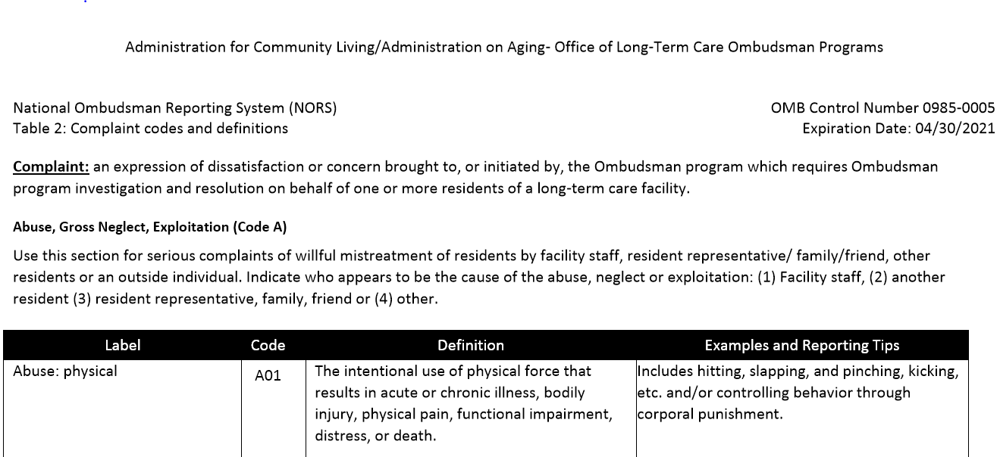 Administration for Community Living/Administration on Aging- Office of Long-Term Care Ombudsman Programs
National Ombudsman Reporting System (NORS) OMB Control Number 0985-0005
Table 2: Complaint codes and definitions Expiration Date: 04/30/2021
Complaint: an expression of dissatisfaction or concern brought to, or initiated by, the Ombudsman program which requires Ombudsman
program investigation and resolution on behalf of one or more residents of a long-term care facility.
Abuse, Gross Neglect, Exploitation (Code A)
Use this section for serious complaints of willful mistreatment of residents by facility staff, resident representative/ family/friend, other
residents or an outside individual. Indicate who appears to be the cause of the abuse, neglect or exploitation: (1) Facility staff, (2) another
resident (3) resident representative, family, friend or (4) other.
Label Code Definition Examples and Reporting Tips
Abuse: physical A01 The intentional use of physical force that Includes hitting, slapping, and pinching, kicking,
results in acute or chronic illness, bodily etc. and/or controlling behavior through
injury, physical pain, functional impairment, corporal punishment.
distress, or death.